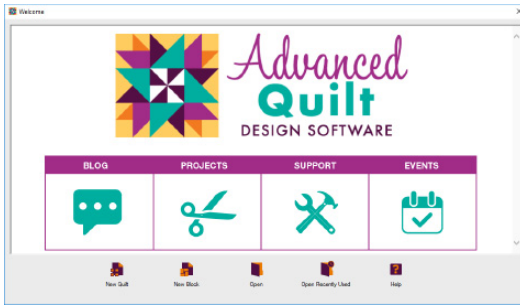 Welcome
Advanced
Quilt
DESIGN SOFTWARE
BLOG PROJECTS SUPPORT EVENTS
New Quilt New Block Open Open Recently Used Help